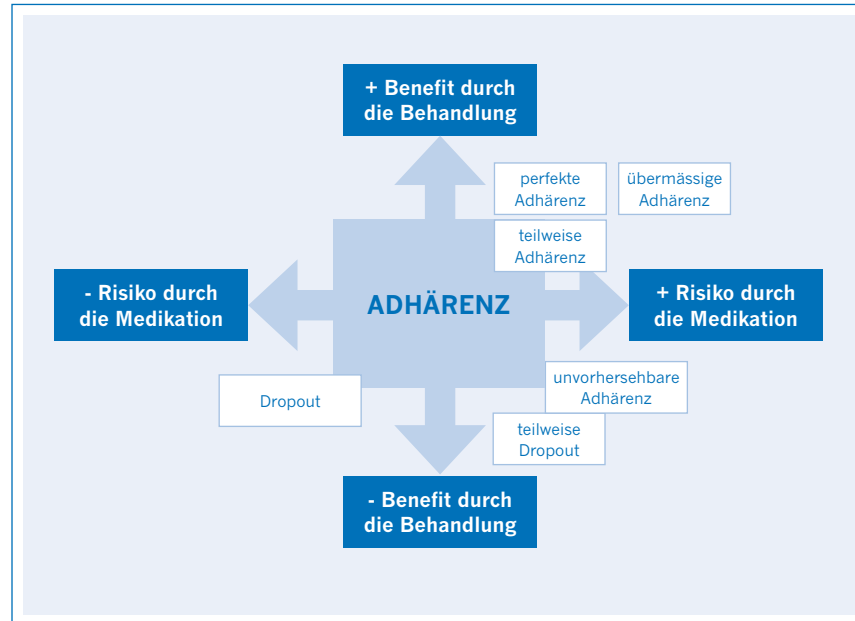 + Benefit durch
die Behandlung
perfekte
Adhärenz
übermässige
Adhärenz
teilweise
Adhärenz
- Risiko durch
die Medikation
ADHÄRENZ
+ Risiko durch
die Medikation
Dropout
unvorhersehbare
Adhärenz
teilweise
Dropout
- Benefit durch
die Behandlung